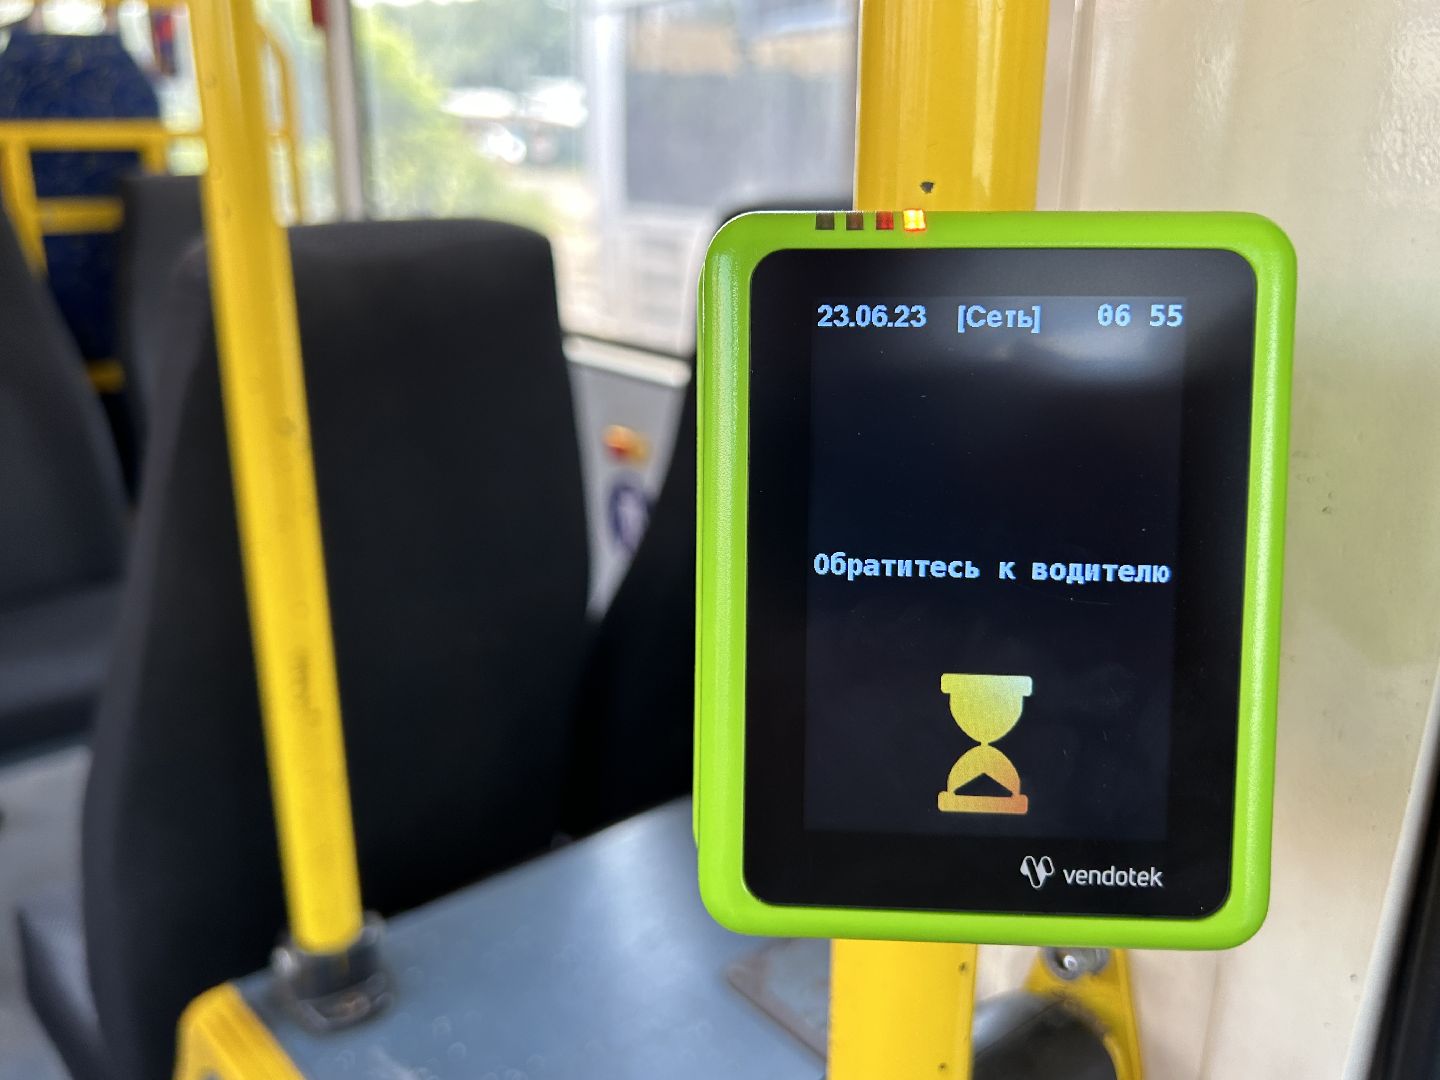 23.06.23 [Сеть] 06 55
Обратитесь к водителю
vendotek